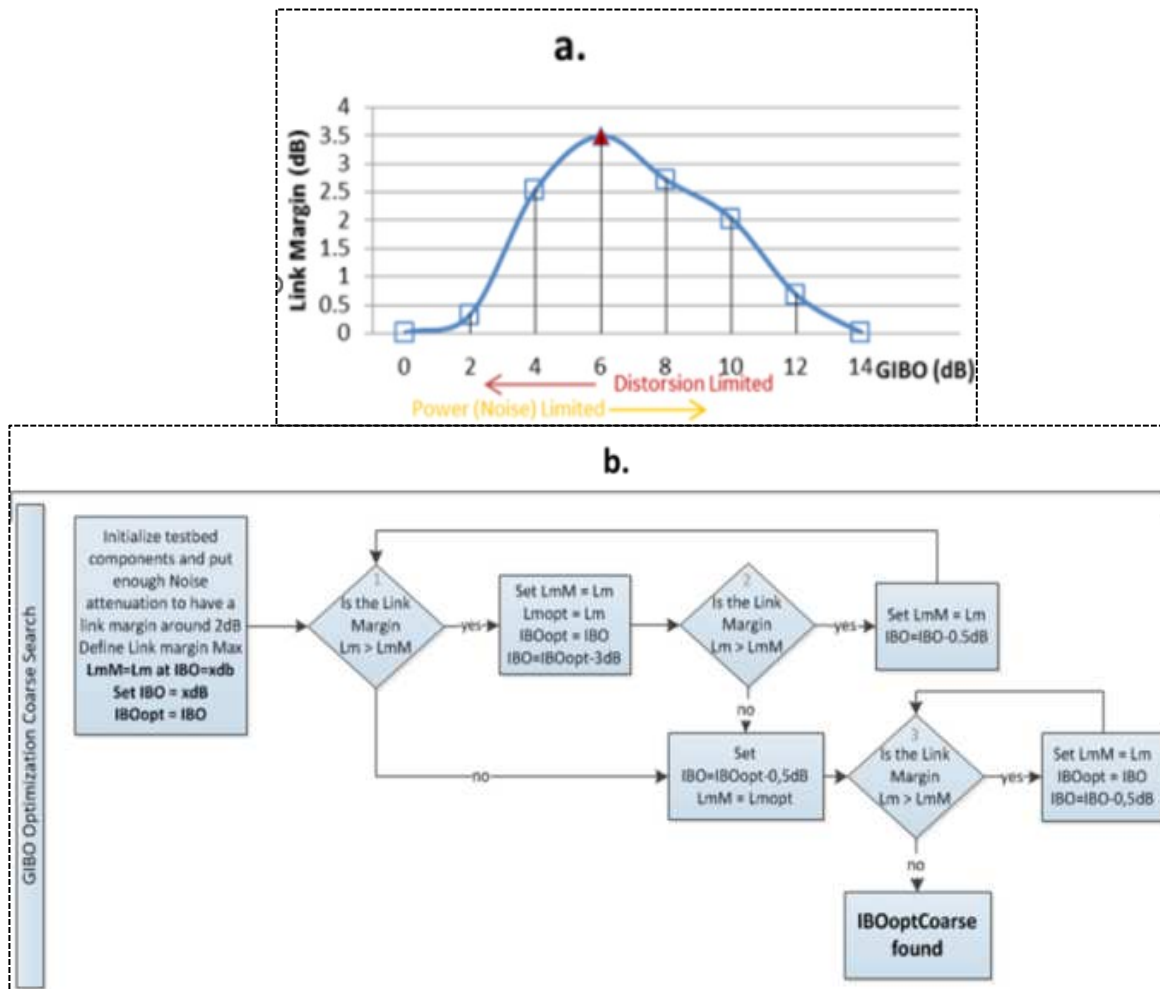 a.
Link Margin (dB)
4
3.5
3
2.5
2
1.5
1
0.5
0
0 2 4 6 8 10 12 14 GIBO (dB)
Distorsion Limited
Power (Noise) Limited
b.
GIBO Optimization Coarse Search
Initialize testbed
components and put
enough Noise
attenuation to have a
link margin around 2dB
Define Link margin Max
LmM=Lm at IBO=xdb
Set IBO = xdB
IBOopt = IBO
1
Is the Link
Margin
Lm > LmM
yes
Set LmM = Lm
Lmopt = Lm
IBOopt = IBO
IBO=IBOopt-3dB
2
Is the Link
Margin
Lm > LmM
yes
Set LmM = Lm
IBO=IBO-0.5dB
no
no
Set
IBO=IBOopt-0,5dB
LmM = Lmopt
3
Is the Link
Margin
Lm > LmM
yes
Set LmM = Lm
IBOopt = IBO
IBO=IBO-0,5dB
no
IBOoptCoarse
found